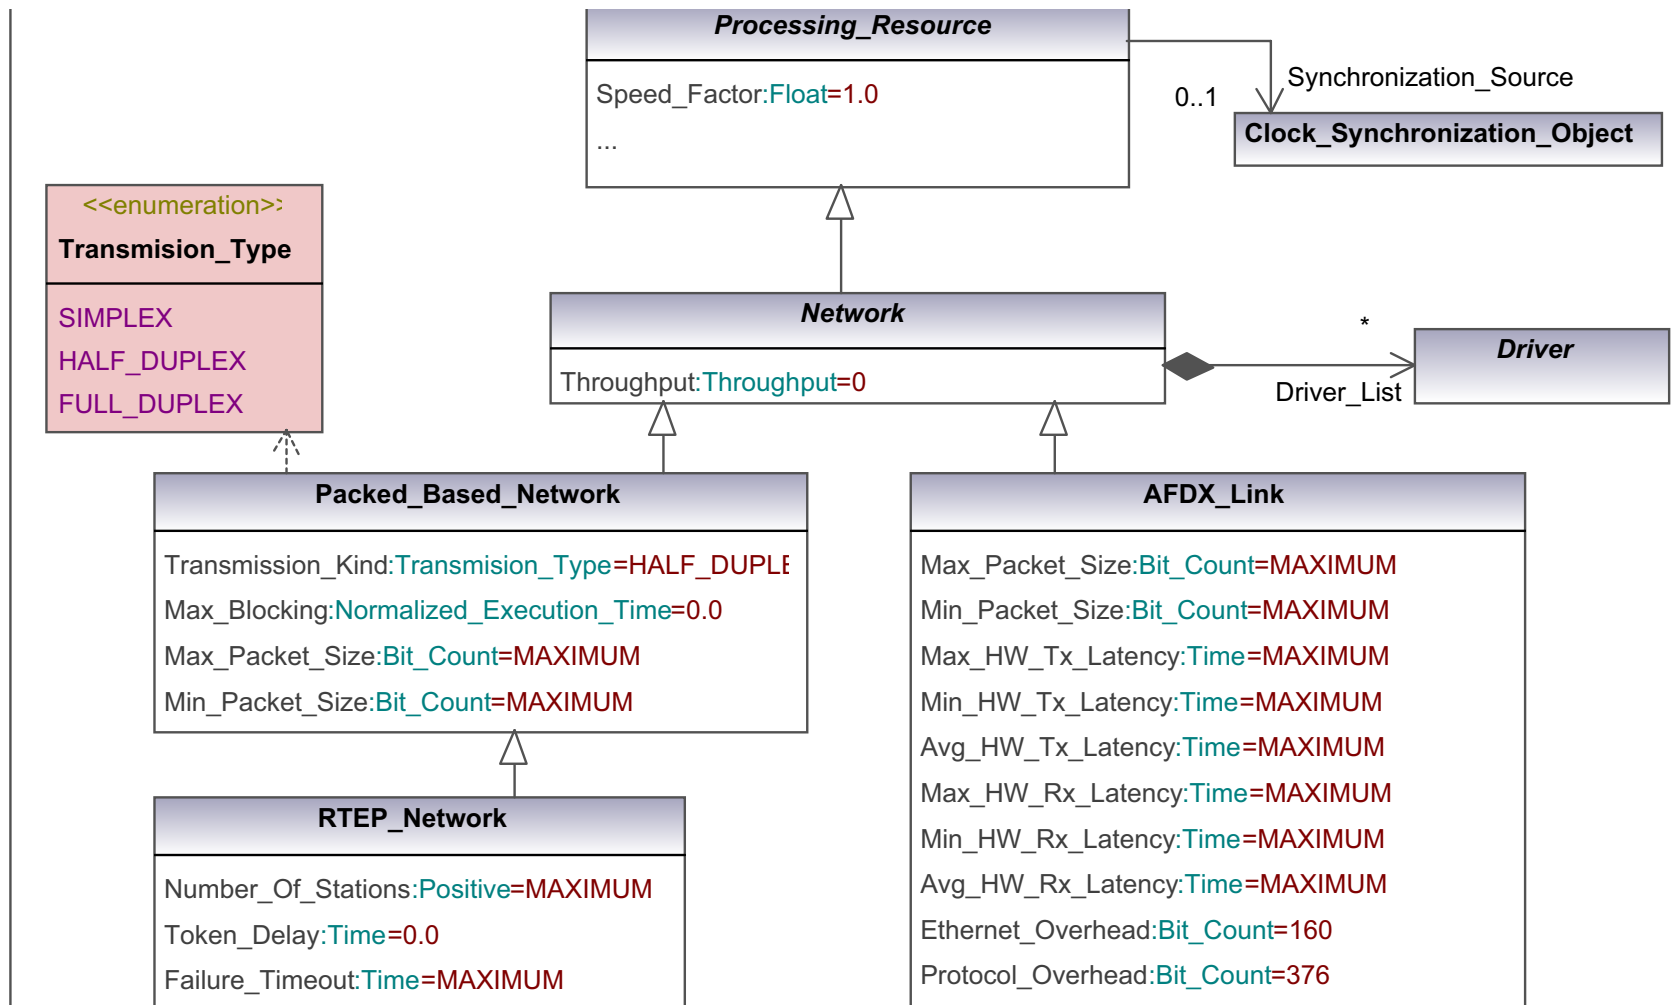 Processing_Resource
Speed_Factor:Float=1.0
...
Synchronization_Source
0..1
Clock_Synchronization_Object
<<enumeration>>
Transmision_Type
SIMPLEX
HALF_DUPLEX
FULL_DUPLEX
Network
Throughput:Throughput=0
*
Driver_List
Driver
Packed_Based_Network
Transmission_Kind:Transmision_Type=HALF_DUPLE
Max_Blocking:Normalized_Execution_Time=0.0
Max_Packet_Size:Bit_Count=MAXIMUM
Min_Packet_Size:Bit_Count=MAXIMUM
AFDX_Link
Max_Packet_Size:Bit_Count=MAXIMUM
Min_Packet_Size:Bit_Count=MAXIMUM
Max_HW_Tx_Latency:Time=MAXIMUM
Min_HW_Tx_Latency:Time=MAXIMUM
Avg_HW_Tx_Latency:Time=MAXIMUM
Max_HW_Rx_Latency:Time=MAXIMUM
Min_HW_Rx_Latency:Time=MAXIMUM
Avg_HW_Rx_Latency:Time=MAXIMUM
Ethernet_Overhead:Bit_Count=160
Protocol_Overhead:Bit_Count=376
RTEP_Network
Number_Of_Stations:Positive=MAXIMUM
Token_Delay:Time=0.0
Failure_Timeout:Time=MAXIMUM